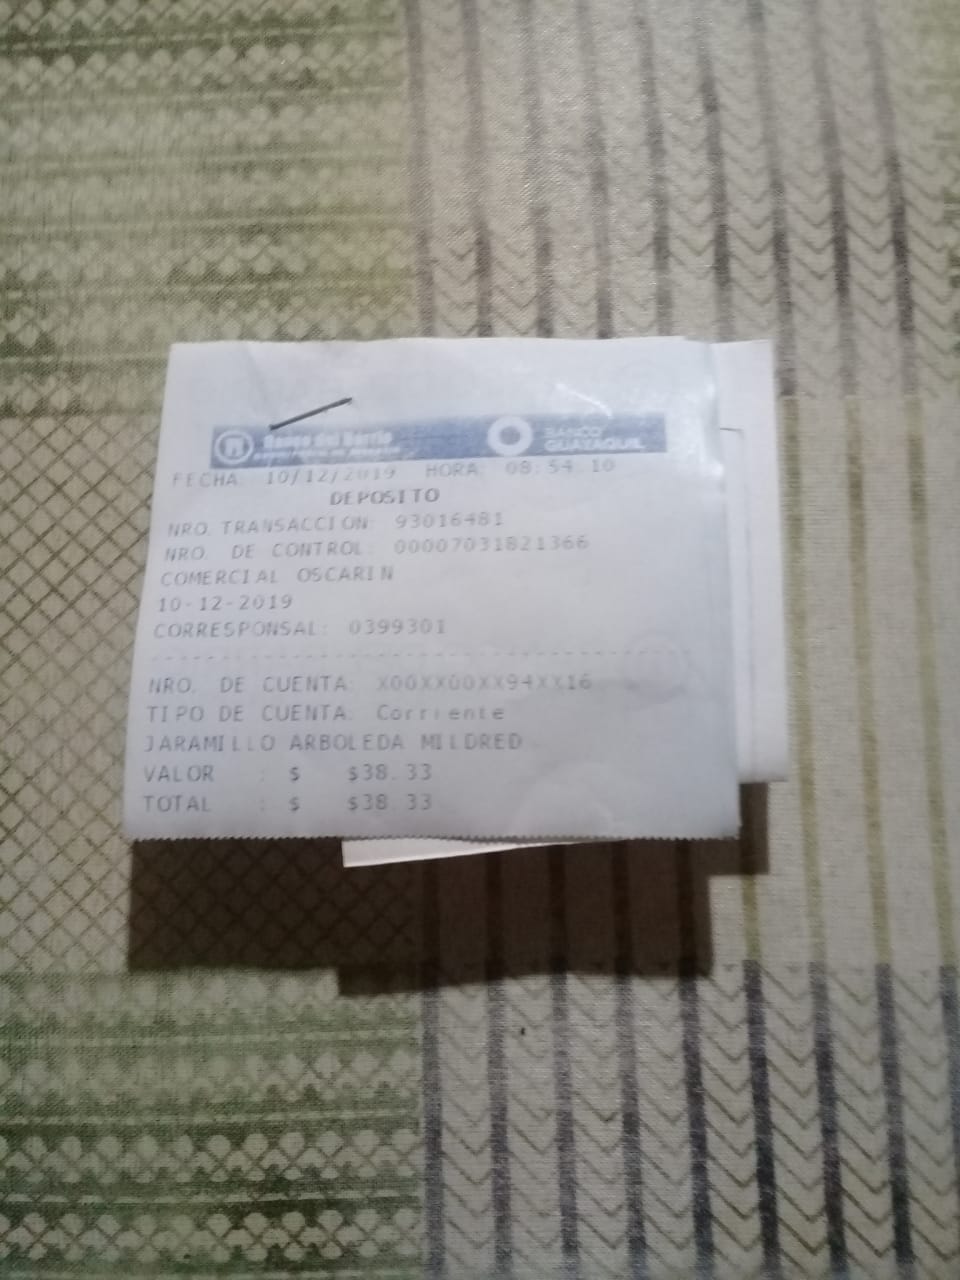 Banco del Barrio
BANCO
GUAYAQUIL
FECHA: 10/12/2019 HORA: 08:54:10
DEPOSITO
NRO. TRANSACCION: 93016481
NRO. DE CONTROL: 00007031821366
COMERCIAL OSCARIN
10-12-2019
CORRESPONSAL: 0399301
NRO. DE CUENTA: X00XX00XX94XX16
TIPO DE CUENTA: Corriente
JARAMILLO ARBOLEDA MILDRED
VALOR : $ $38.33
TOTAL : $ $38.33